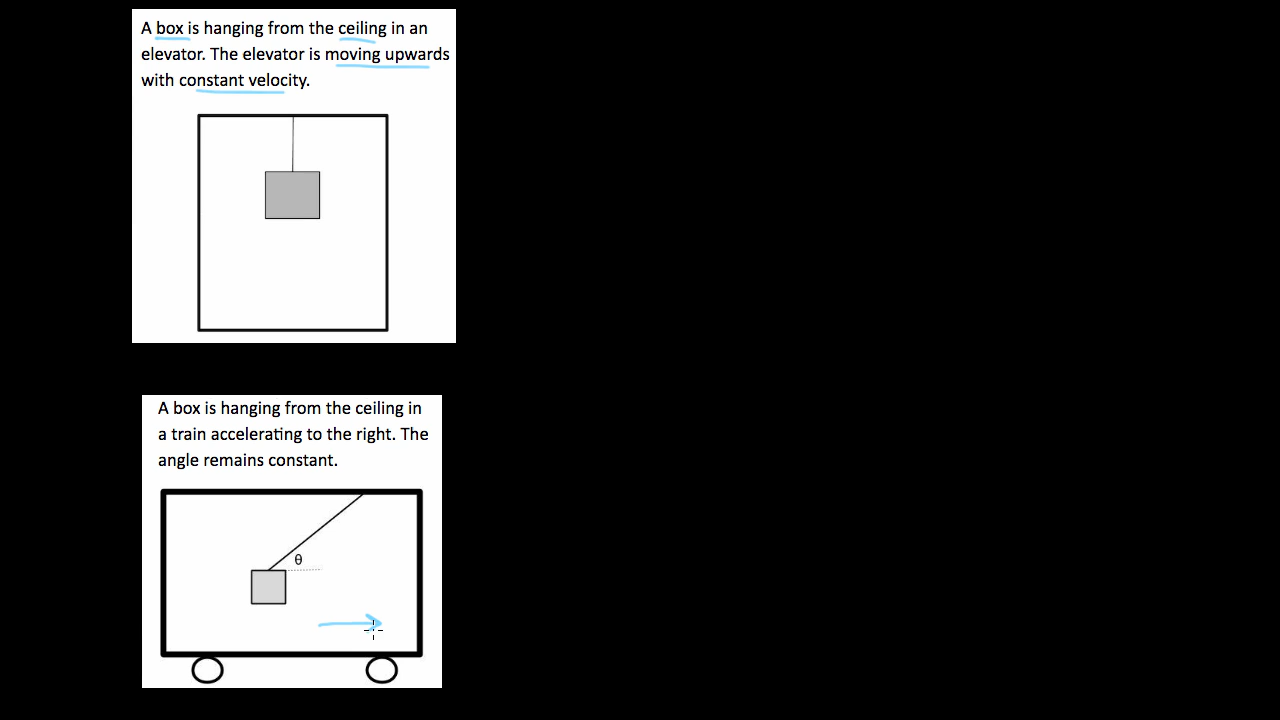 A box is hanging from the ceiling in an
elevator. The elevator is moving upwards
with constant velocity.
A box is hanging from the ceiling in
a train accelerating to the right. The
angle remains constant.
θ